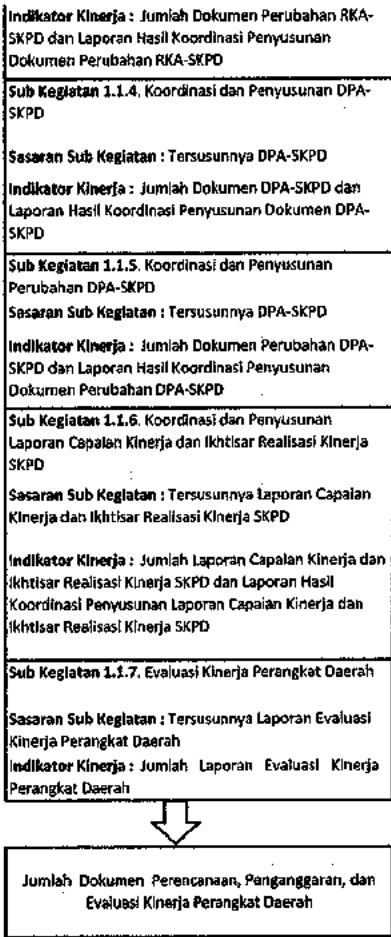 Indikator Kinerja : Jumlah Dokumen Perubahan RKA-
SKPD dan Laporan Hasil Koordinasi Penyusunan
Dokumen Perubahan RKA-SKPD
Sub Kegiatan 1.1.4. Koordinasi dan Penyusunan DPA-
SKPD
Sasaran Sub Kegiatan : Tersusunnya DPA-SKPD
Indikator Kinerja : Jumlah Dokumen DPA-SKPD dan
Laporan Hasil Koordinasi Penyusunan Dokumen DPA-
SKPD
Sub Kegiatan 1.1.5. Koordinasi dan Penyusunan
Perubahan DPA-SKPD
Sasaran Sub Kegiatan : Tersusunnya DPA-SKPD
Indikator Kinerja : Jumlah Dokumen Perubahan DPA-
SKPD dan Laporan Hasil Koordinasi Penyusunan
Dokumen Perubahan DPA-SKPD
Sub Kegiatan 1.1.6. Koordinasi dan Penyusunan
Laporan Capaian Kinerja dan Ikhtisar Realisasi Kinerja
SKPD
Sasaran Sub Kegiatan : Tersusunnya Laporan Capaian
Kinerja dan Ikhtisar Realisasi Kinerja SKPD
Indikator Kinerja : Jumlah Laporan Capaian Kinerja dan
Ikhtisar Realisasi Kinerja SKPD dan Laporan Hasil
Koordinasi Penyusunan Laporan Capaian Kinerja dan
Ikhtisar Realisasi Kinerja SKPD
Sub Kegiatan 1.1.7. Evaluasi Kinerja Perangkat Daerah
Sasaran Sub Kegiatan : Tersusunnya Laporan Evaluasi
Kinerja Perangkat Daerah
Indikator Kinerja : Jumlah Laporan Evaluasi Kinerja
Perangkat Daerah
Jumlah Dokumen Perencanaan, Penganggaran, dan
Evaluasi Kinerja Perangkat Daerah